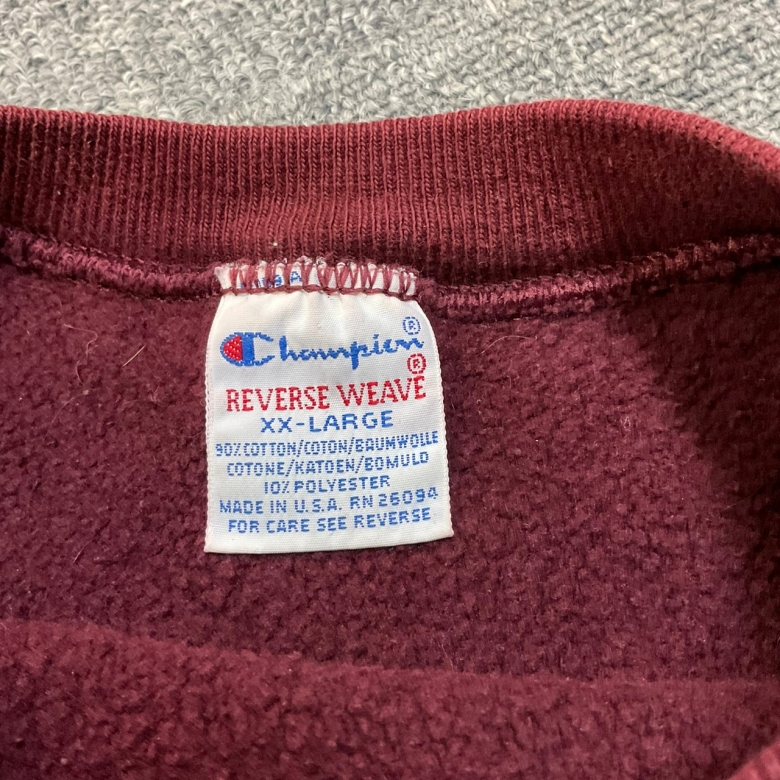 Champion®
®
REVERSE WEAVE
XX-LARGE
90% COTTON/COTON/BAUMWOLLE
COTONE/KATOEN/BOMULD
10% POLYESTER
MADE IN U.S.A. RN 26094
FOR CARE SEE REVERSE